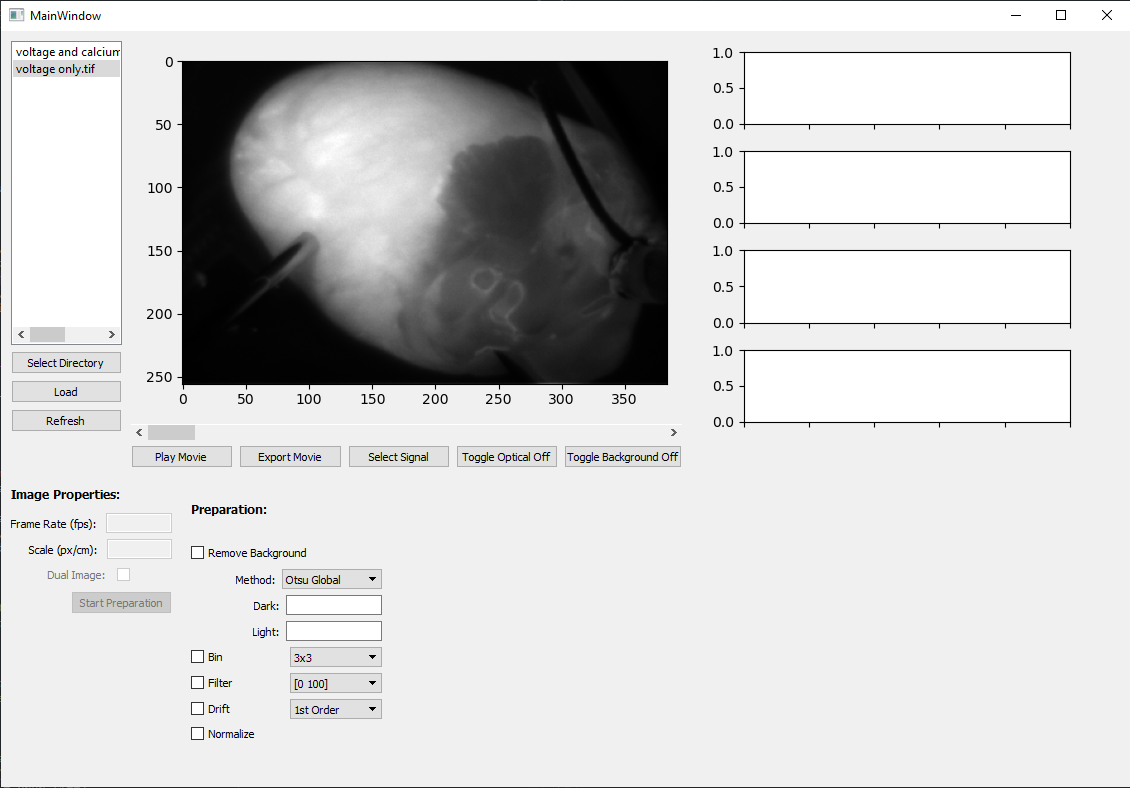 MainWindow
voltage and calcium
voltage only.tif
Select Directory
Load
Refresh
0
50
100
150
200
250
0 50 100 150 200 250 300 350
Play Movie Export Movie Select Signal Toggle Optical Off Toggle Background Off
1.0
0.5
0.0
1.0
0.5
0.0
1.0
0.5
0.0
1.0
0.5
0.0
Image Properties:
Frame Rate (fps):
Scale (px/cm):
Dual Image:
Start Preparation
Preparation:
Remove Background
Method: Otsu Global
Dark:
Light:
Bin 3x3
Filter [0 100]
Drift 1st Order
Normalize